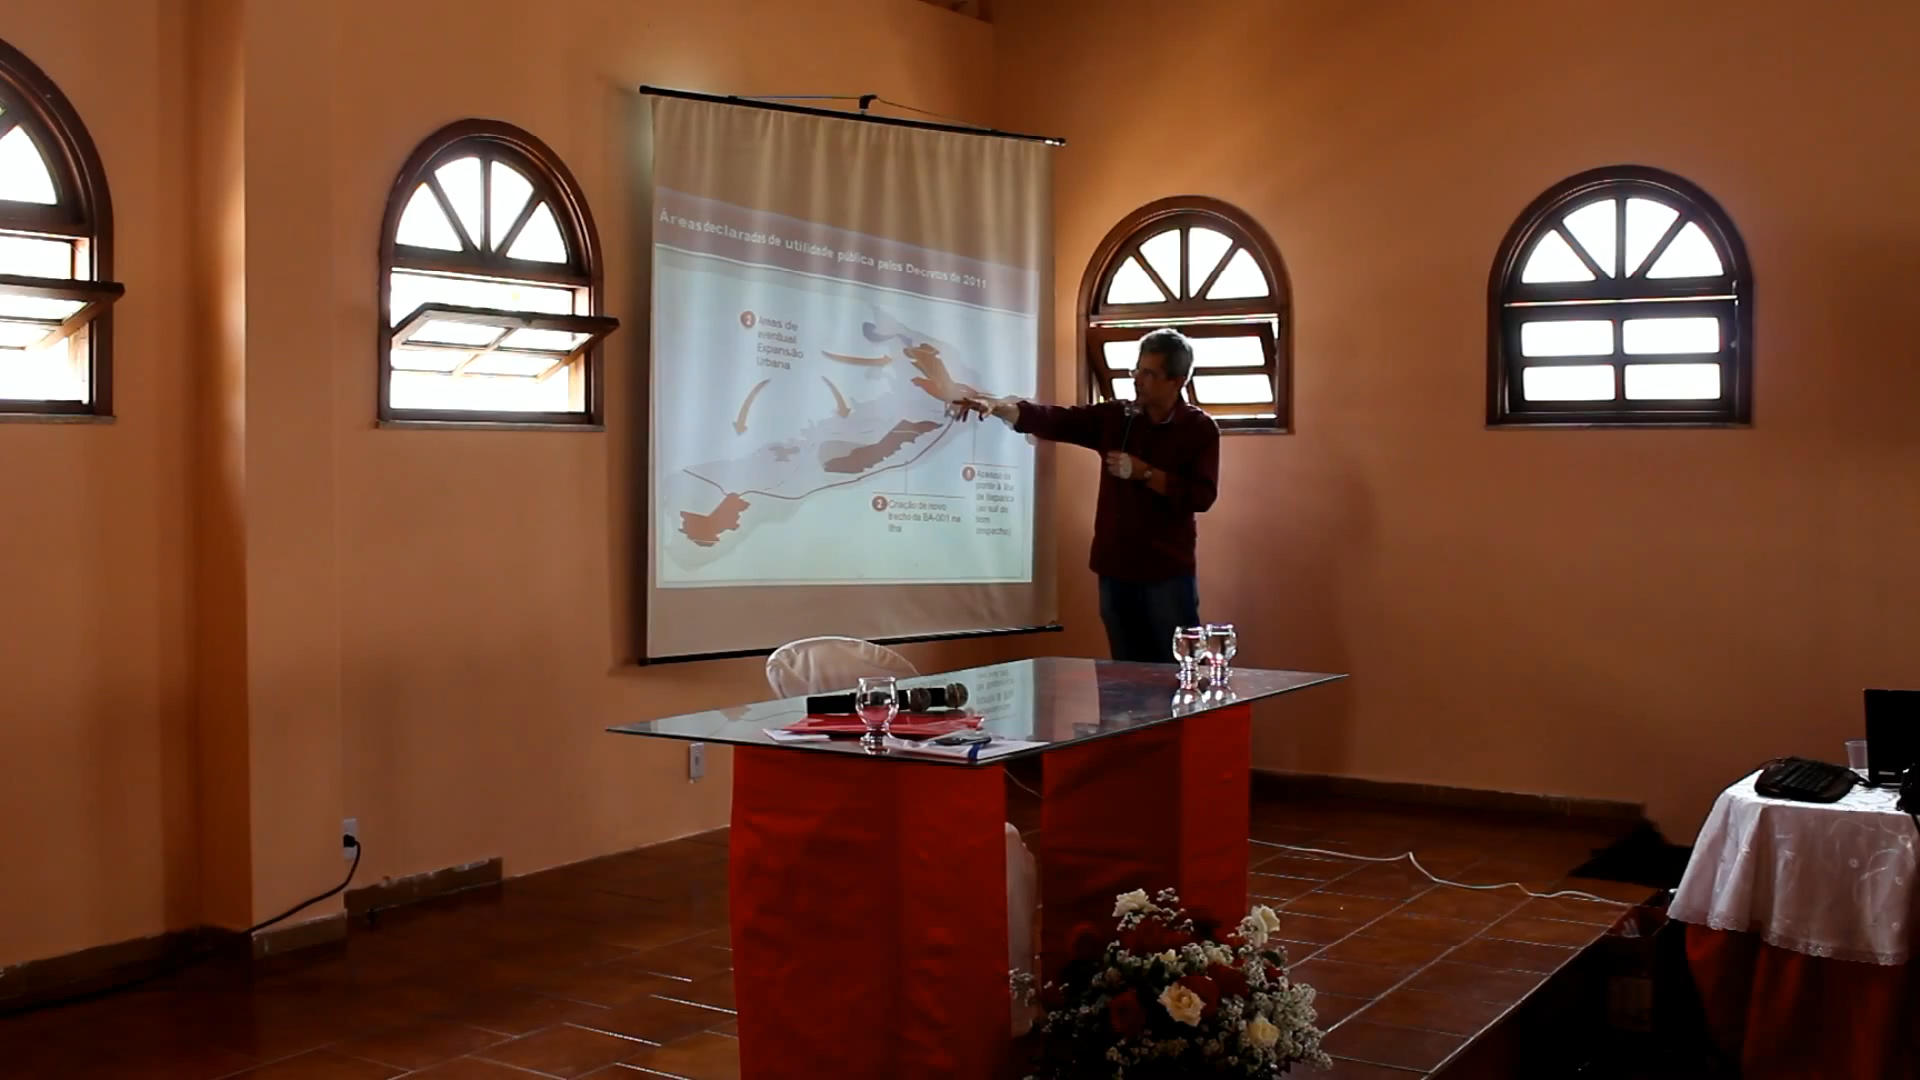 Áreas declaradas de utilidade pública pelos Decretos de 2011
2 Áreas de
eventual
Expansão
Urbana
2 Criação de novo
trecho da BA-001 na
ilha
1 Acesso da
ponte à ilha
de Itaparica
(ao sul do
bom
despacho)